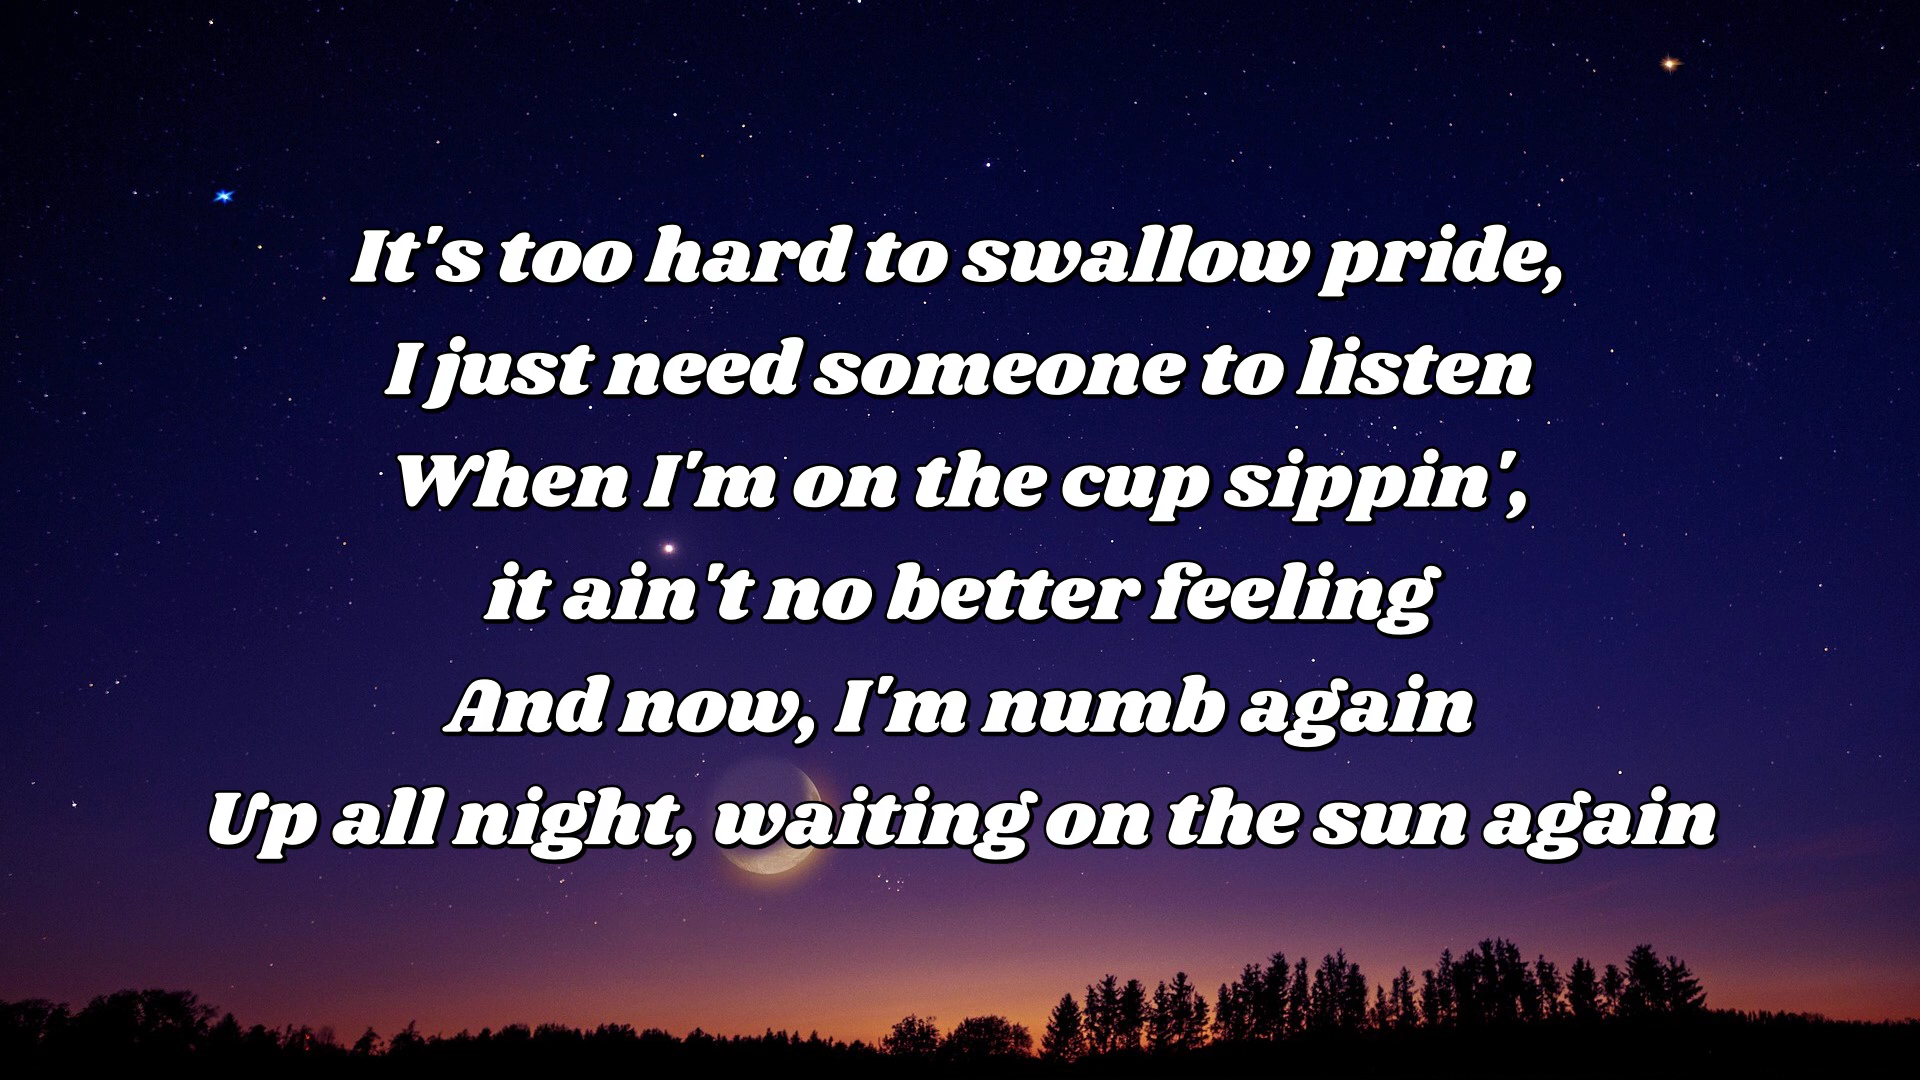 It's too hard to swallow pride,
I just need someone to listen
When I'm on the cup sippin',
it ain't no better feeling
And now, I'm numb again
Up all night, waiting on the sun again